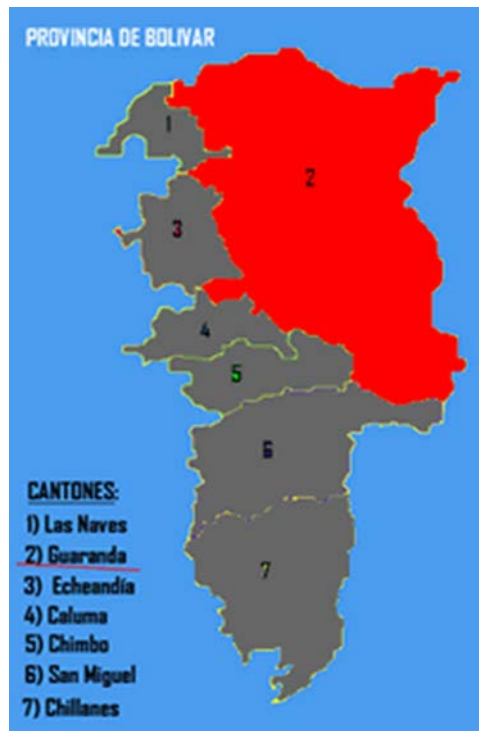 PROVINCIA DE BOLIVAR
1
2
3
4
5
6
7
CANTONES:
1) Las Naves
2) Guaranda
3) Echeandía
4) Caluma
5) Chimbo
6) San Miguel
7) Chillanes